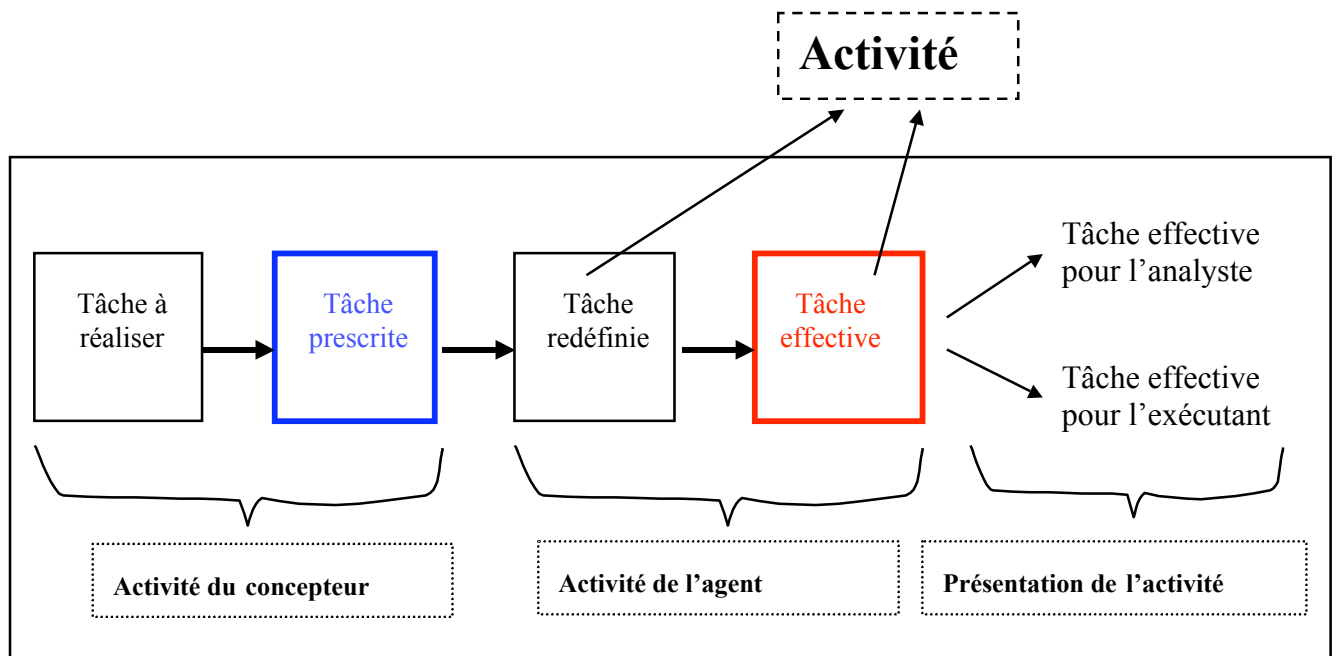 Activité
Tâche à
réaliser
Tâche
prescrite
Tâche
redéfinie
Tâche
effective
Tâche effective
pour l’analyste
Tâche effective
pour l’exécutant
Activité du concepteur
Activité de l’agent
Présentation de l’activité